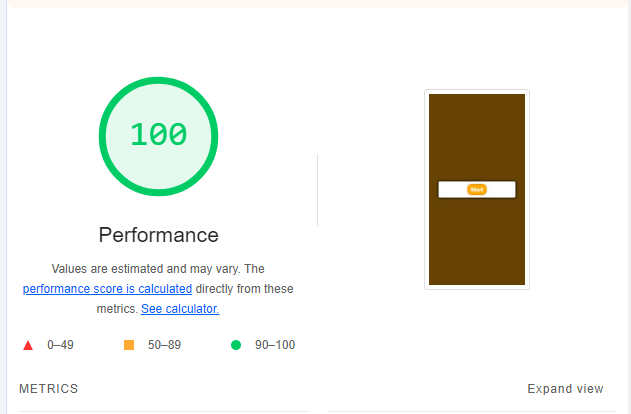 100
Performance
Values are estimated and may vary. The
performance score is calculated directly from these
metrics. See calculator.
0–49
50–89
90–100
METRICS
Expand view